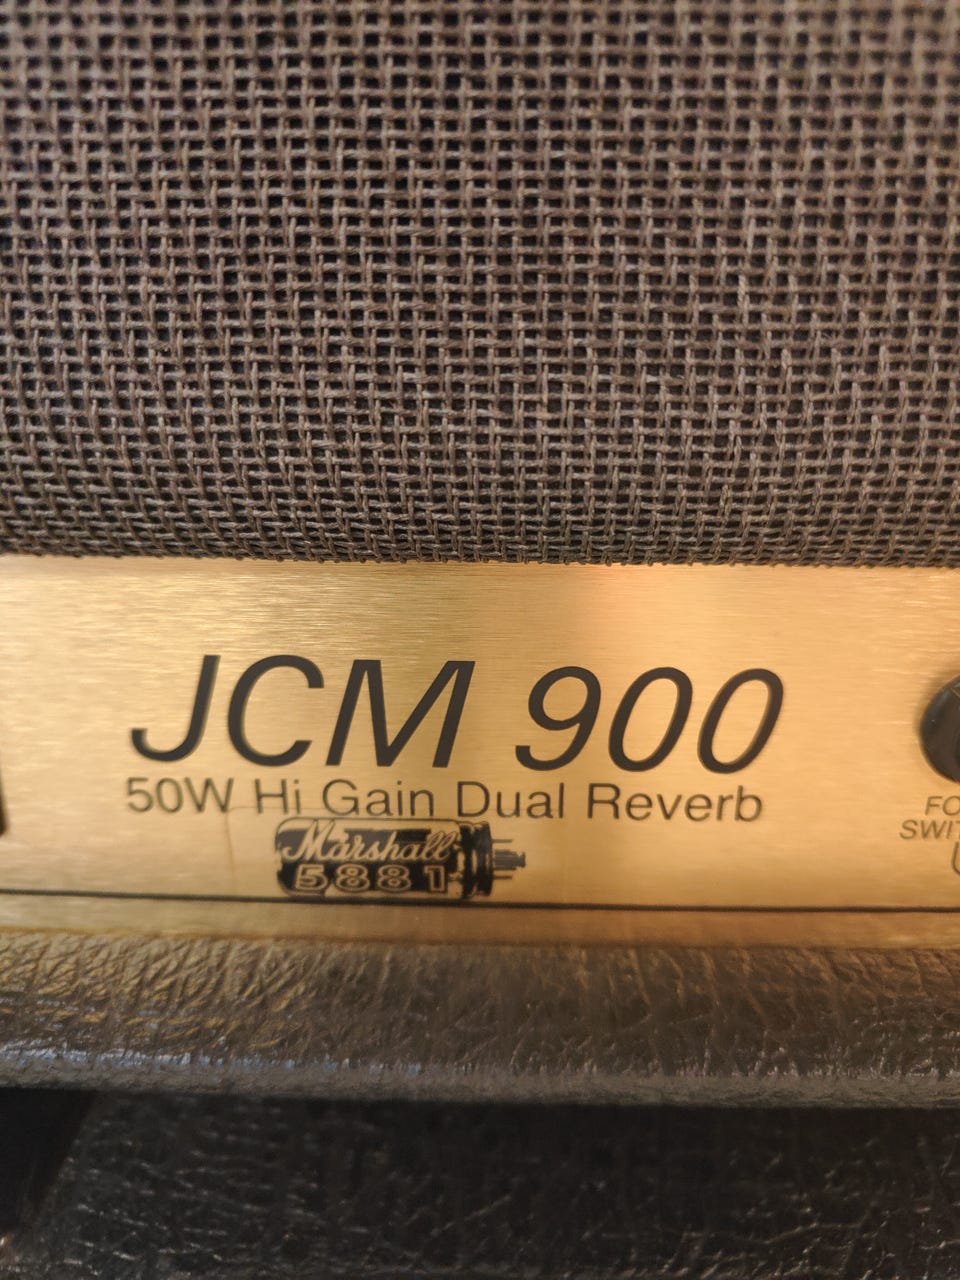 JCM 900
50W Hi Gain Dual Reverb
Marshall
5881